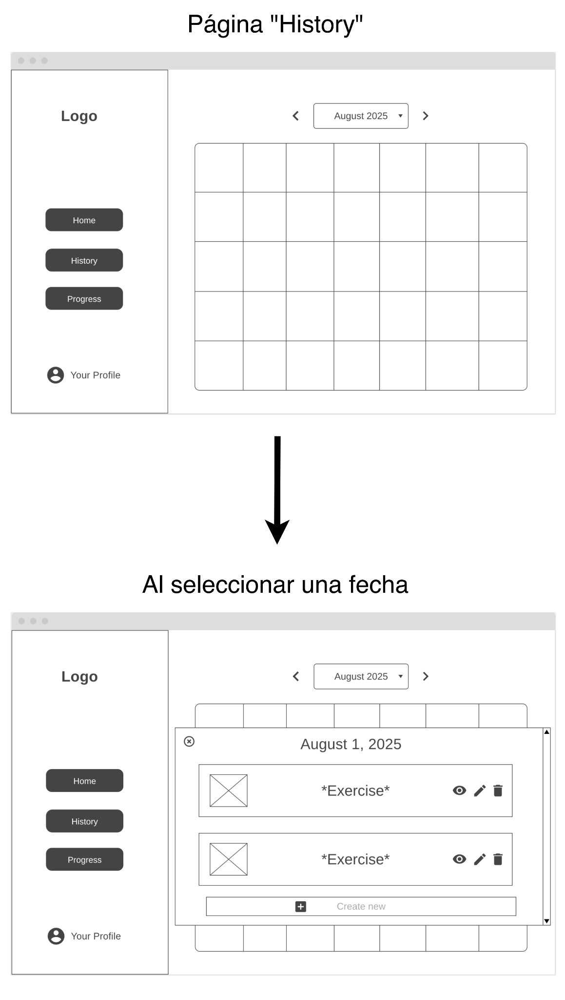 Página "History"
Logo
August 2025
Home
History
Progress
Your Profile
Al seleccionar una fecha
Logo
August 2025
August 1, 2025
*Exercise*
Home
History
*Exercise*
Progress
Create new
Your Profile